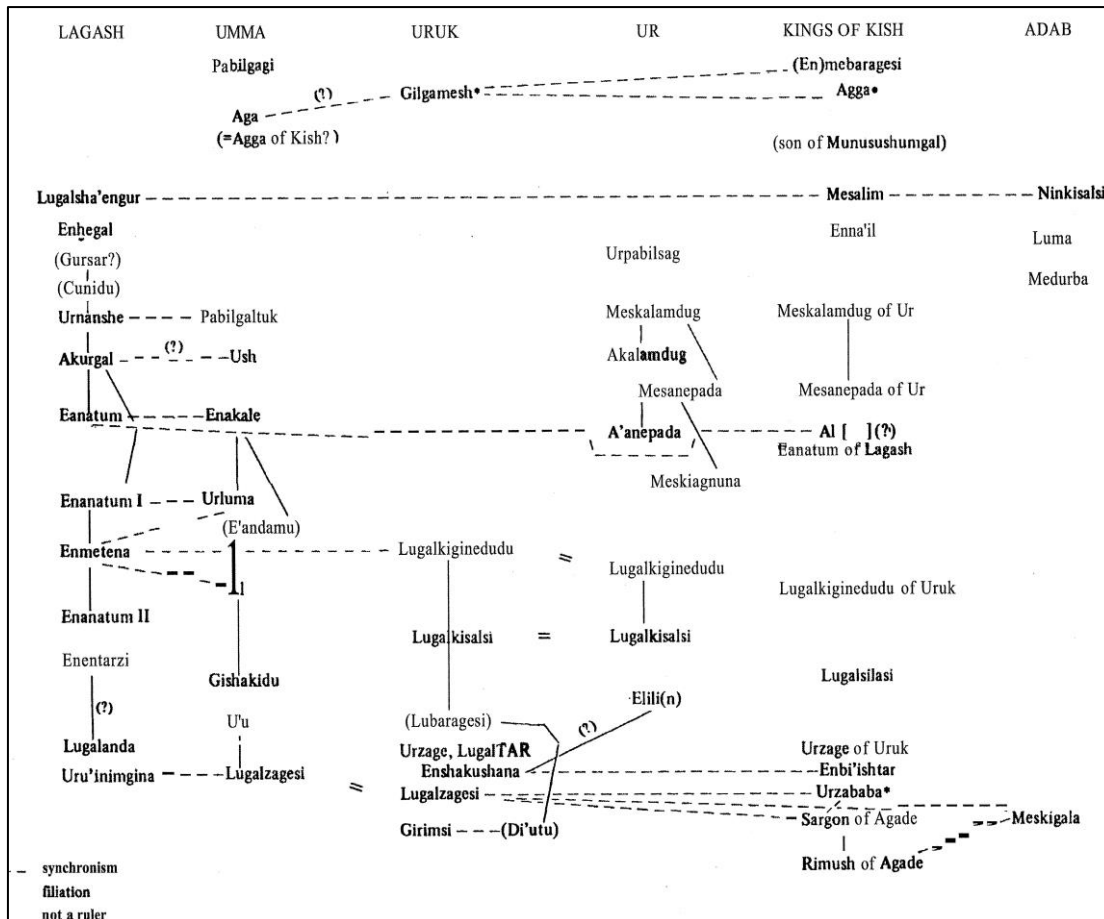 LAGASH UMMA URUK UR KINGS OF KISH ADAB
Pabilgagi (En)mebaragesi
(?) Gilgamesh• Agga•
Aga
(=Agga of Kish?) (son of Munusushumgal)
Lugalsha'engur Mesalim Ninkisalsi
Enḫegal Enna'il Luma
(Gursar?) Urpabilsag
(Cunidu) Medurba
Urnanshe Pabilgaltuk Meskalamdug Meskalamdug of Ur
Akurgal (?) Ush Akalamdug
Mesanepada Mesanepada of Ur
Eanatum Enakale
A'anepada Al [ ] (?)
Eanatum of Lagash
Meskiagnuna
Enanatum I Urluma
(E'andamu)
Enmetena Lugalkiginedudu =
Lugalkiginedudu
Il Lugalkiginedudu of Uruk
Enanatum II
Lugalkisalsi = Lugalkisalsi
Enentarzi
Gishakidu Lugalsilasi
Elili(n)
(?) U'u (Lubaragesi) (?)
Lugalanda Urzage, LugalTAR Urzage of Uruk
Uru'inimgina Lugalzagesi Enshakushana Enbi'ishtar
= Lugalzagesi Urzababa*
Girimsi (Di'utu) Sargon of Agade Meskigala
Rimush of Agade
synchronism
filiation
not a ruler